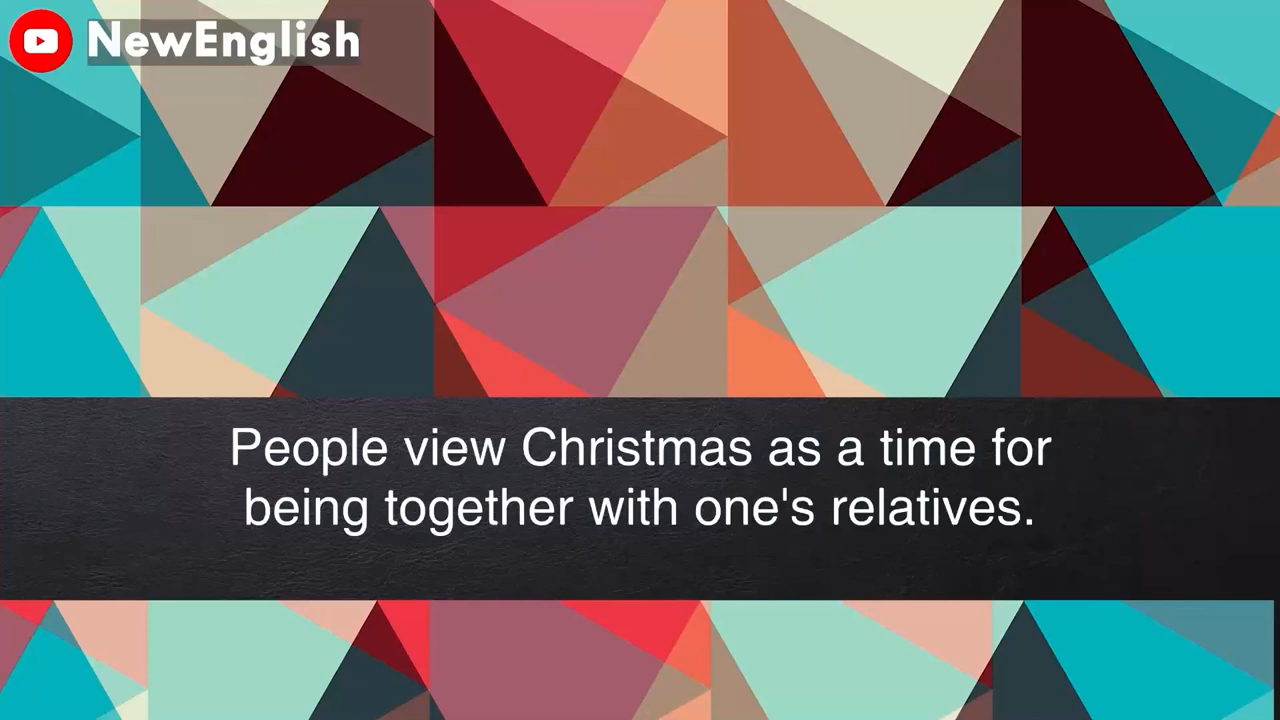 NewEnglish
People view Christmas as a time for
being together with one's relatives.